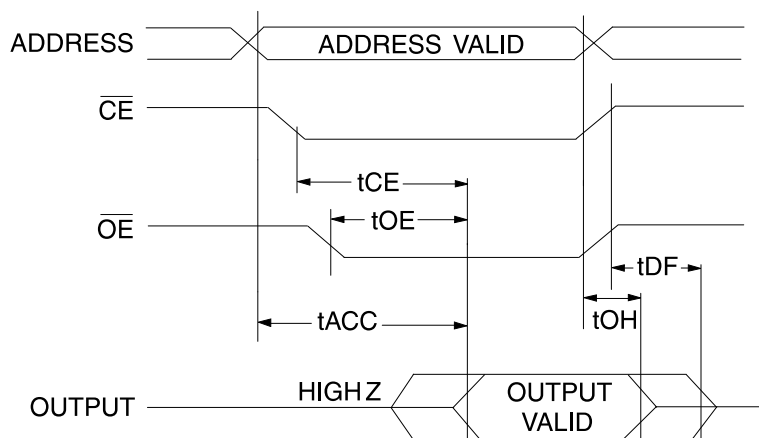 ADDRESS ADDRESS VALID
CE
tCE
OE
tOE
tDF
tACC
tOH
HIGH Z
OUTPUT
OUTPUT
VALID